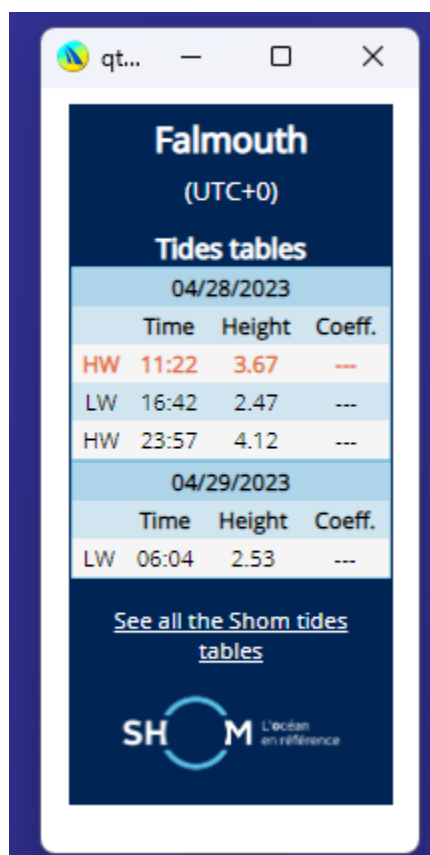 qt...
Falmouth
(UTC+0)
Tides tables
04/28/2023
Time Height Coeff.
HW 11:22 3.67 ---
LW 16:42 2.47 ---
HW 23:57 4.12 ---
04/29/2023
Time Height Coeff.
LW 06:04 2.53 ---
See all the Shom tides
tables
SHOM L'océan
en référence